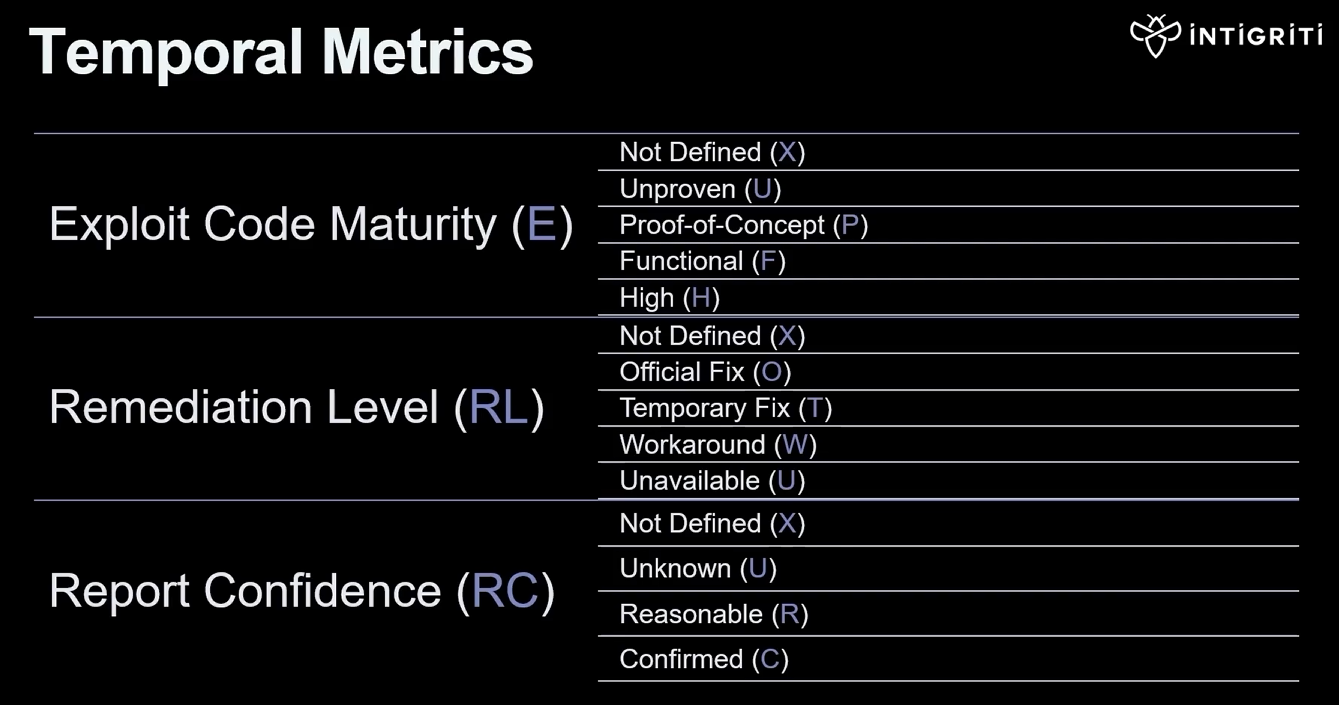 Temporal Metrics
INTIGRITI
Exploit Code Maturity (E)
Not Defined (X)
Unproven (U)
Proof-of-Concept (P)
Functional (F)
High (H)
Remediation Level (RL)
Not Defined (X)
Official Fix (O)
Temporary Fix (T)
Workaround (W)
Unavailable (U)
Report Confidence (RC)
Not Defined (X)
Unknown (U)
Reasonable (R)
Confirmed (C)